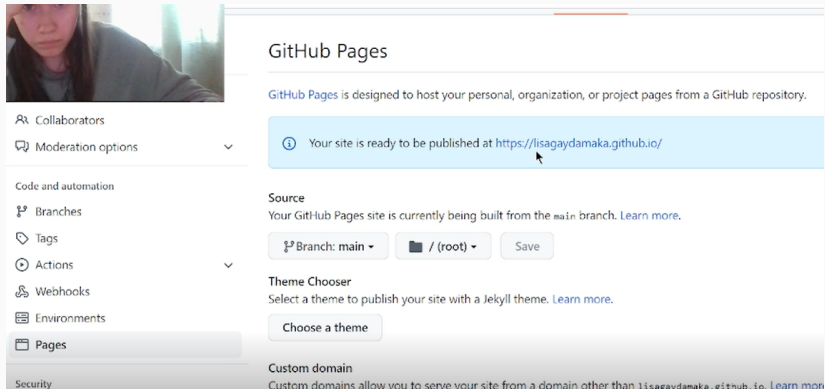 GitHub Pages
GitHub Pages is designed to host your personal, organization, or project pages from a GitHub repository.
Collaborators
Moderation options
Your site is ready to be published at https://lisagaydamaka.github.io/
Code and automation
Branches
Tags
Actions
Webhooks
Environments
Pages
Security
Source
Your GitHub Pages site is currently being built from the main branch. Learn more.
Branch: main
/ (root)
Save
Theme Chooser
Select a theme to publish your site with a Jekyll theme. Learn more.
Choose a theme
Custom domain
Custom domains allow you to serve your site from a domain other than lisagaydamaka.github.io. Learn more